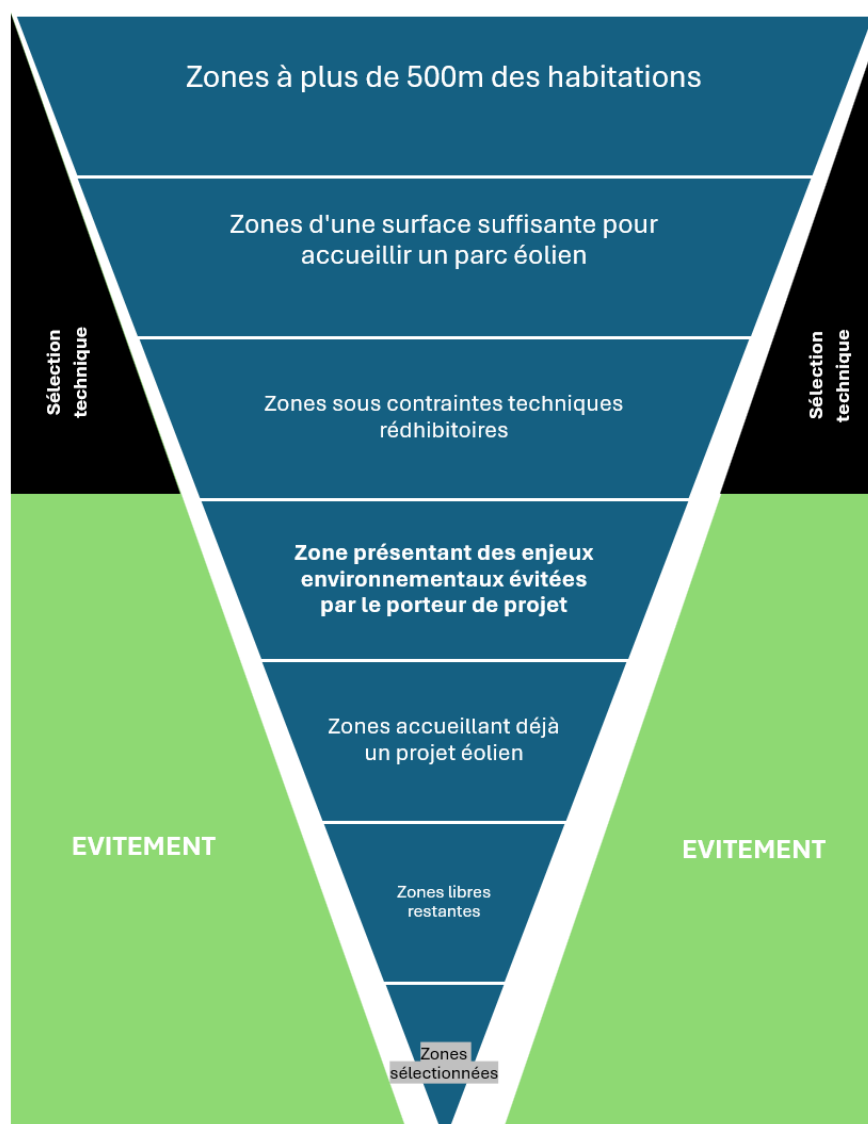 Zones à plus de 500m des habitations
Zones d'une surface suffisante pour
accueillir un parc éolien
Sélection
technique
Zones sous contraintes techniques
rédhibitoires
Sélection
technique
Zone présentant des enjeux
environnementaux évitées
par le porteur de projet
Zones accueillant déjà
un projet éolien
EVITEMENT
EVITEMENT
Zones libres
restantes
Zones
sélectionnées